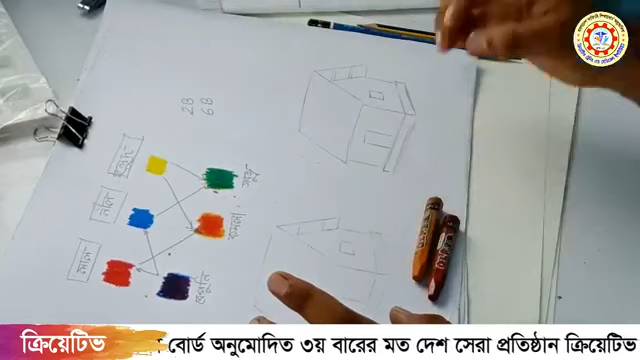 2B
6B
হলুদ
নীল
লাল
সবুজ
কমলা
বেগুনি
ক্রিয়েটিভ
বোর্ড অনুমোদিত ৩য় বারের মত দেশ সেরা প্রতিষ্ঠান ক্রিয়েটিভ